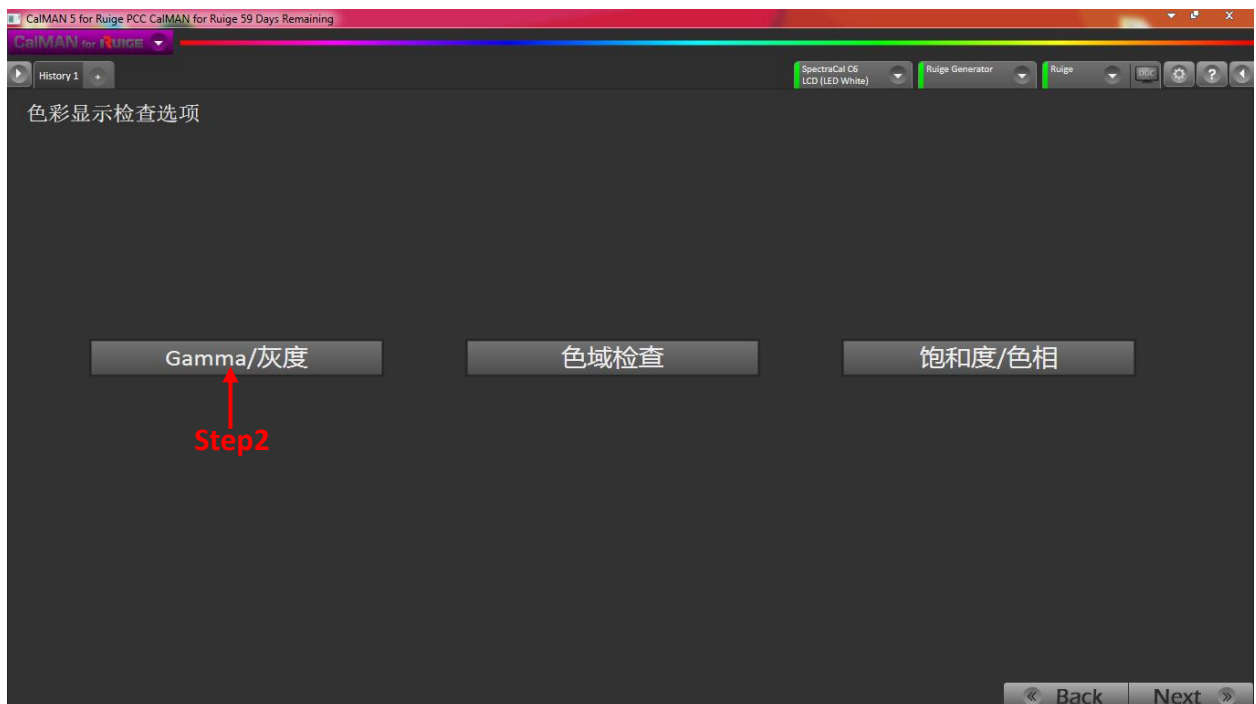 CalMAN 5 for Ruige PCC CalMAN for Ruige 59 Days Remaining
CalMAN for RUIGE
History 1
SpectraCal C6
LCD (LED White)
Ruige Generator
Ruige
DDC
?
色彩显示检查选项
Gamma/灰度
色域检查
饱和度/色相
Step2
Back
Next